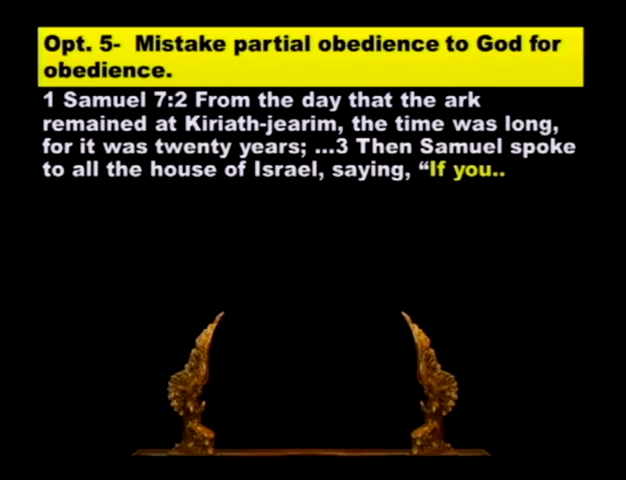 Opt. 5-  Mistake partial obedience to God for
obedience.
1 Samuel 7:2 From the day that the ark
remained at Kiriath-jearim, the time was long,
for it was twenty years; ...3 Then Samuel spoke
to all the house of Israel, saying, “If you..